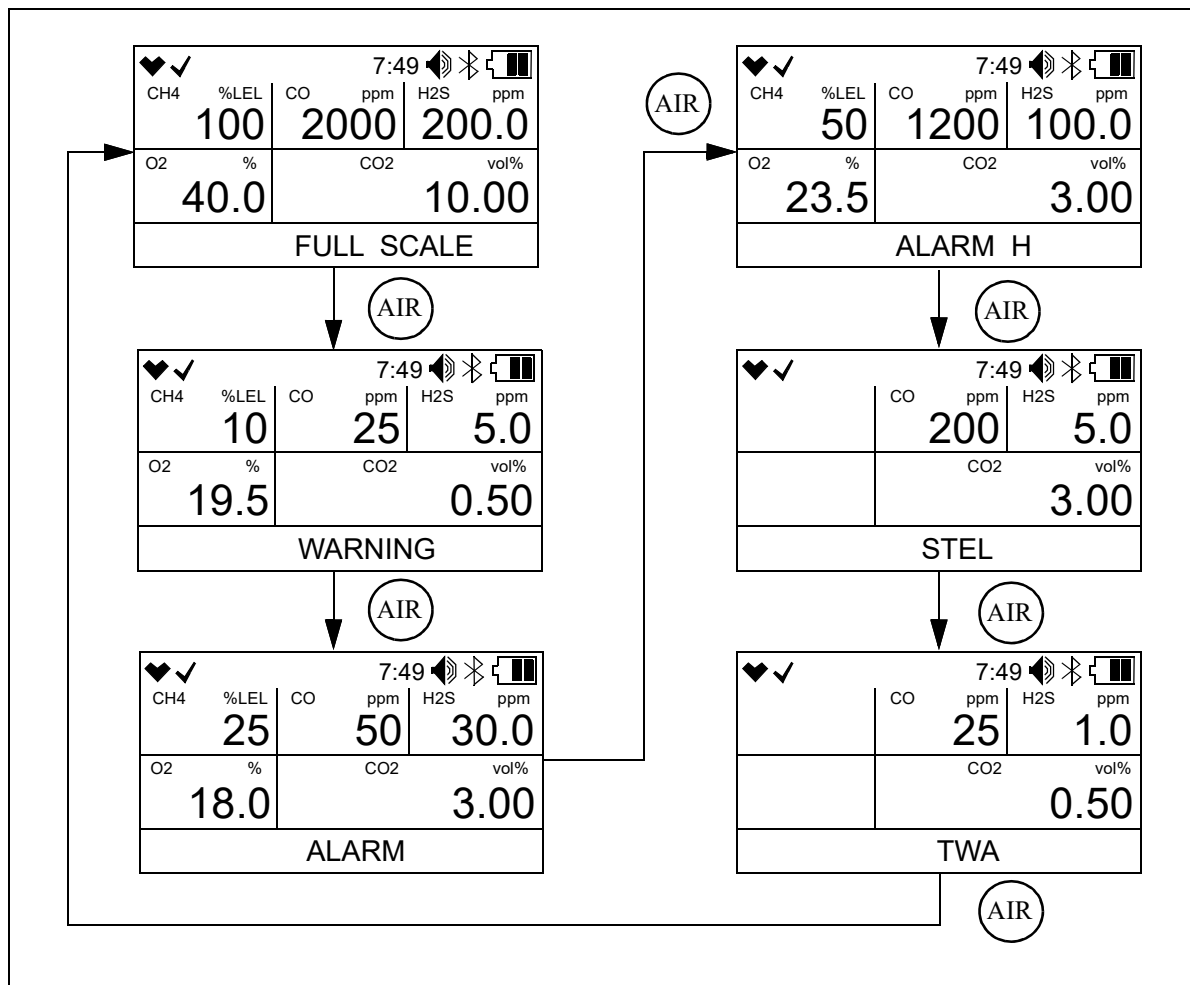 7:49
CH4 %LEL CO ppm H2S ppm
100 2000 200.0
O2 % CO2 vol%
40.0 10.00
FULL SCALE
AIR
7:49
CH4 %LEL CO ppm H2S ppm
10 25 5.0
O2 % CO2 vol%
19.5 0.50
WARNING
AIR
7:49
CH4 %LEL CO ppm H2S ppm
25 50 30.0
O2 % CO2 vol%
18.0 3.00
ALARM
AIR
7:49
CH4 %LEL CO ppm H2S ppm
50 1200 100.0
O2 % CO2 vol%
23.5 3.00
ALARM H
AIR
7:49
CO ppm H2S ppm
200 5.0
CO2 vol%
3.00
STEL
AIR
7:49
CO ppm H2S ppm
25 1.0
CO2 vol%
0.50
TWA
AIR